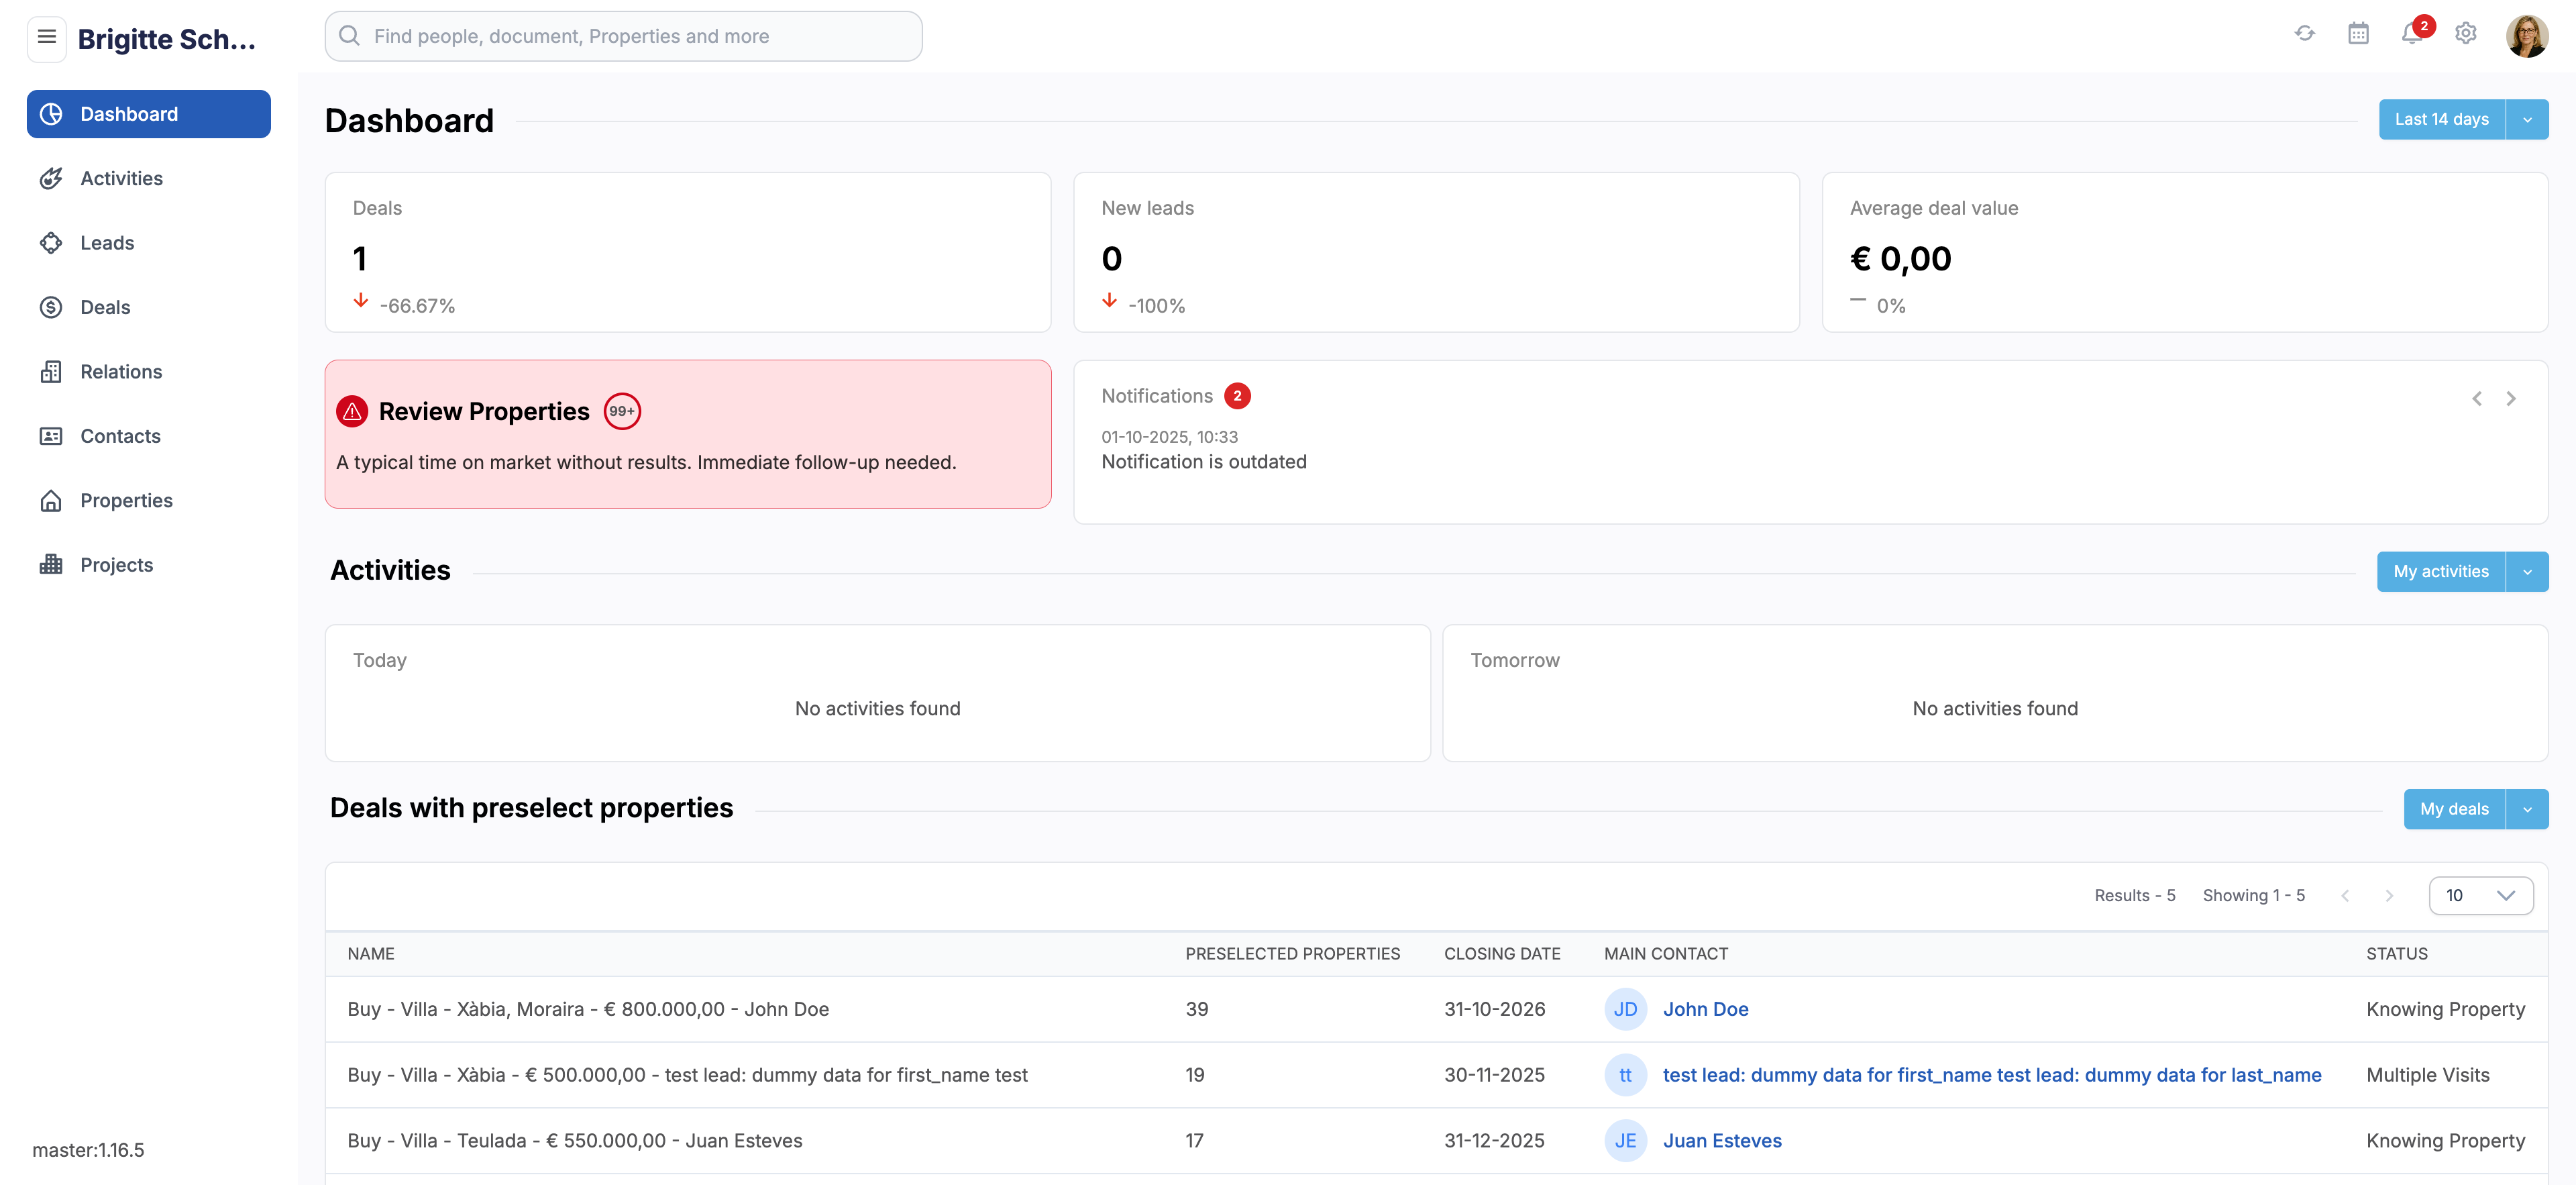 Brigitte Sch...
Find people, document, Properties and more
2
Dashboard
Activities
Leads
Deals
Relations
Contacts
Properties
Projects
master:1.16.5
Dashboard
Last 14 days
Deals
1
-66.67%
New leads
0
-100%
Average deal value
€ 0,00
0%
Review Properties 99+
A typical time on market without results. Immediate follow-up needed.
Notifications 2
01-10-2025, 10:33
Notification is outdated
Activities
My activities
Today
No activities found
Tomorrow
No activities found
Deals with preselect properties
My deals
Results - 5 Showing 1 - 5 10
NAME PRESELECTED PROPERTIES CLOSING DATE MAIN CONTACT STATUS
Buy - Villa - Xàbia, Moraira - € 800.000,00 - John Doe 39 31-10-2026 JD John Doe Knowing Property
Buy - Villa - Xàbia - € 500.000,00 - test lead: dummy data for first_name test 19 30-11-2025 tt test lead: dummy data for first_name test lead: dummy data for last_name Multiple Visits
Buy - Villa - Teulada - € 550.000,00 - Juan Esteves 17 31-12-2025 JE Juan Esteves Knowing Property